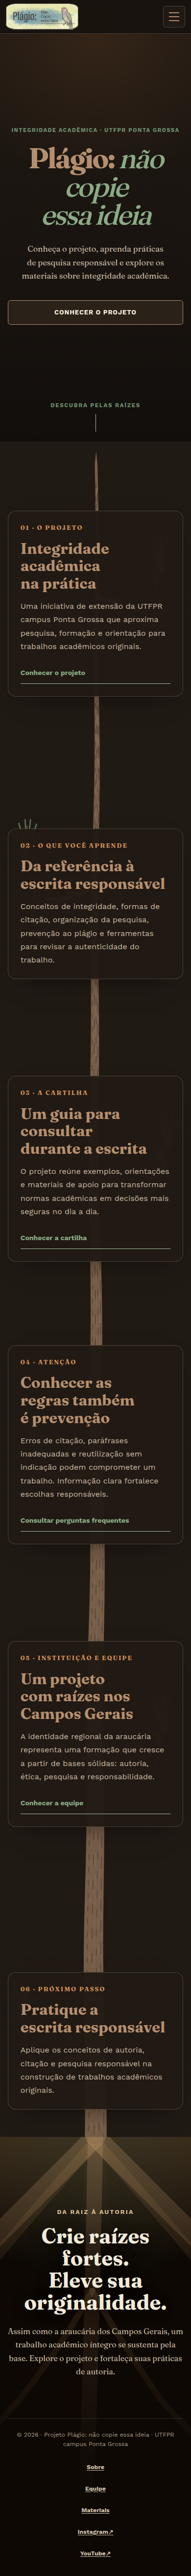 Plágio:
INTEGRIDADE ACADÊMICA · UTFPR PONTA GROSSA
Plágio: não
copie
essa ideia
Conheça o projeto, aprenda práticas
de pesquisa responsável e explore os
materiais sobre integridade acadêmica.
CONHECER O PROJETO
DESCUBRA PELAS RAÍZES
01 · O PROJETO
Integridade
acadêmica
na prática
Uma iniciativa de extensão da UTFPR
campus Ponta Grossa que aproxima
pesquisa, formação e orientação para
trabalhos acadêmicos originais.
Conhecer o projeto
02 · O QUE VOCÊ APRENDE
Da referência à
escrita responsável
Conceitos de integridade, formas de
citação, organização da pesquisa,
prevenção ao plágio e ferramentas
para revisar a autenticidade do
trabalho.
03 · A CARTILHA
Um guia para
consultar
durante a escrita
O projeto reúne exemplos, orientações
e materiais de apoio para transformar
normas acadêmicas em decisões mais
seguras no dia a dia.
Conhecer a cartilha
04 · ATENÇÃO
Conhecer as
regras também
é prevenção
Erros de citação, paráfrases
inadequadas e reutilização sem
indicação podem comprometer um
trabalho. Informação clara fortalece
escolhas responsáveis.
Consultar perguntas frequentes
05 · INSTITUIÇÃO E EQUIPE
Um projeto
com raízes nos
Campos Gerais
A identidade regional da araucária
representa uma formação que cresce
a partir de bases sólidas: autoria,
ética, pesquisa e responsabilidade.
Conhecer a equipe
06 · PRÓXIMO PASSO
Pratique a
escrita responsável
Aplique os conceitos de autoria,
citação e pesquisa responsável na
construção de trabalhos acadêmicos
originais.
DA RAIZ À AUTORIA
Crie raízes
fortes.
Eleve sua
originalidade.
Assim como a araucária dos Campos Gerais, um
trabalho acadêmico íntegro se sustenta pela
base. Explore o projeto e fortaleça suas práticas
de autoria.
© 2026 · Projeto Plágio: não copie essa ideia · UTFPR
campus Ponta Grossa
Sobre
Equipe
Materiais
Instagram↗
YouTube↗